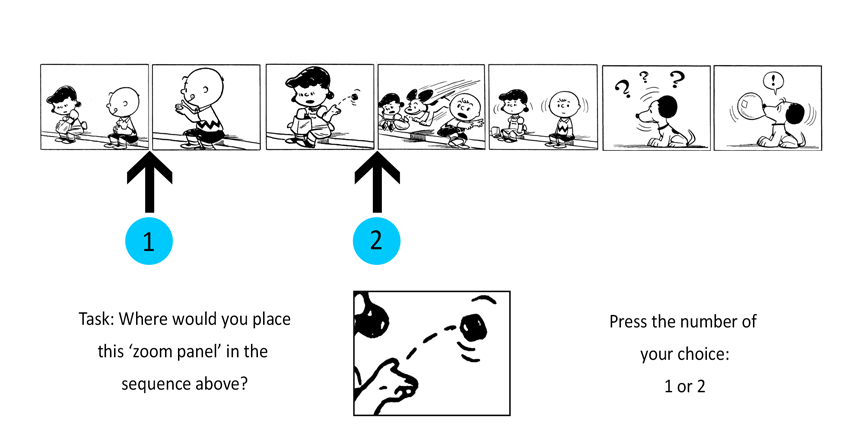 ? ? ?
!
1
2
Task: Where would you place
this ‘zoom panel’ in the
sequence above?
Press the number of
your choice:
1 or 2